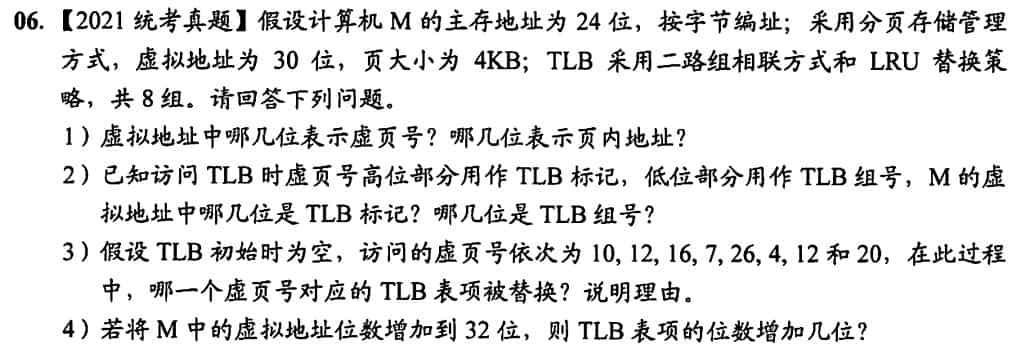 06.【2021 统考真题】假设计算机 M 的主存地址为 24 位，按字节编址；采用分页存储管理
方式，虚拟地址为 30 位，页大小为 4KB；TLB 采用二路组相联方式和 LRU 替换策
略，共 8 组。请回答下列问题。
1）虚拟地址中哪几位表示虚页号？哪几位表示页内地址？
2）已知访问 TLB 时虚页号高位部分用作 TLB 标记，低位部分用作 TLB 组号，M 的虚
拟地址中哪几位是 TLB 标记？哪几位是 TLB 组号？
3）假设 TLB 初始时为空，访问的虚页号依次为 10, 12, 16, 7, 26, 4, 12 和 20，在此过程
中，哪一个虚页号对应的 TLB 表项被替换？说明理由。
4）若将 M 中的虚拟地址位数增加到 32 位，则 TLB 表项的位数增加几位？